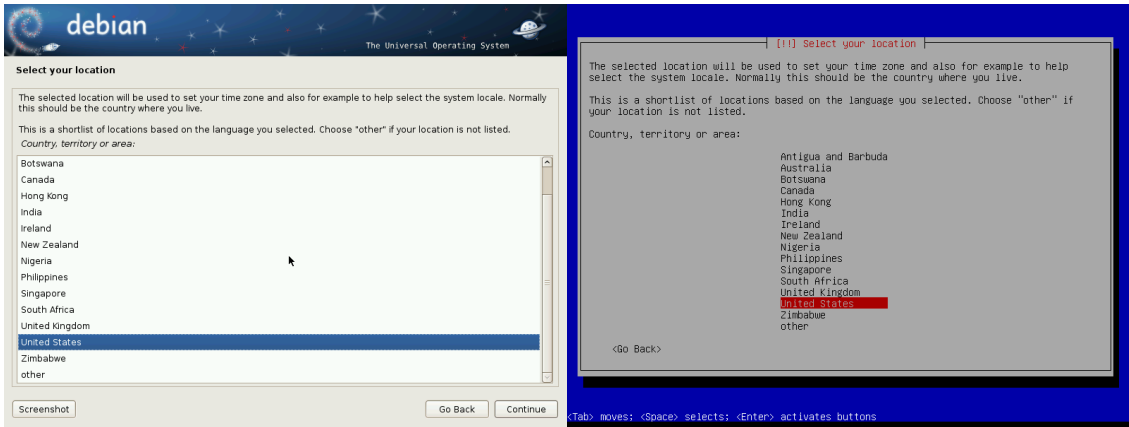 debian
The Universal Operating System
Select your location
The selected location will be used to set your time zone and also for example to help select the system locale. Normally
this should be the country where you live.
This is a shortlist of locations based on the language you selected. Choose "other" if your location is not listed.
Country, territory or area:
Botswana
Canada
Hong Kong
India
Ireland
New Zealand
Nigeria
Philippines
Singapore
South Africa
United Kingdom
United States
Zimbabwe
other
Screenshot
Go Back
Continue
[!!] Select your location
The selected location will be used to set your time zone and also for example to help
select the system locale. Normally this should be the country where you live.
This is a shortlist of locations based on the language you selected. Choose "other" if
your location is not listed.
Country, territory or area:
Antigua and Barbuda
Australia
Botswana
Canada
Hong Kong
India
Ireland
New Zealand
Nigeria
Philippines
Singapore
South Africa
United Kingdom
United States
Zimbabwe
other
<Go Back>
<Tab> moves; <Space> selects; <Enter> activates buttons